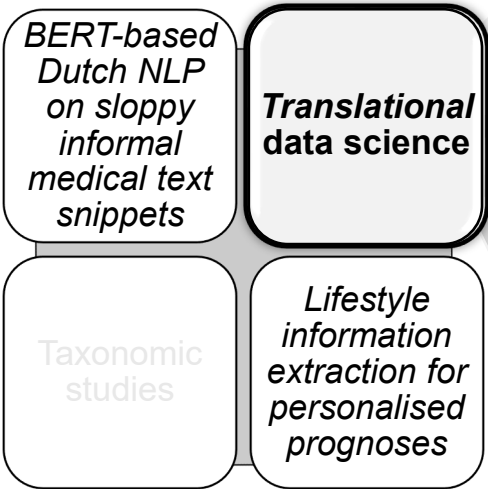 BERT-based
Dutch NLP
on sloppy
informal
medical text
snippets
Translational
data science
Taxonomic
studies
Lifestyle
information
extraction for
personalised
prognoses